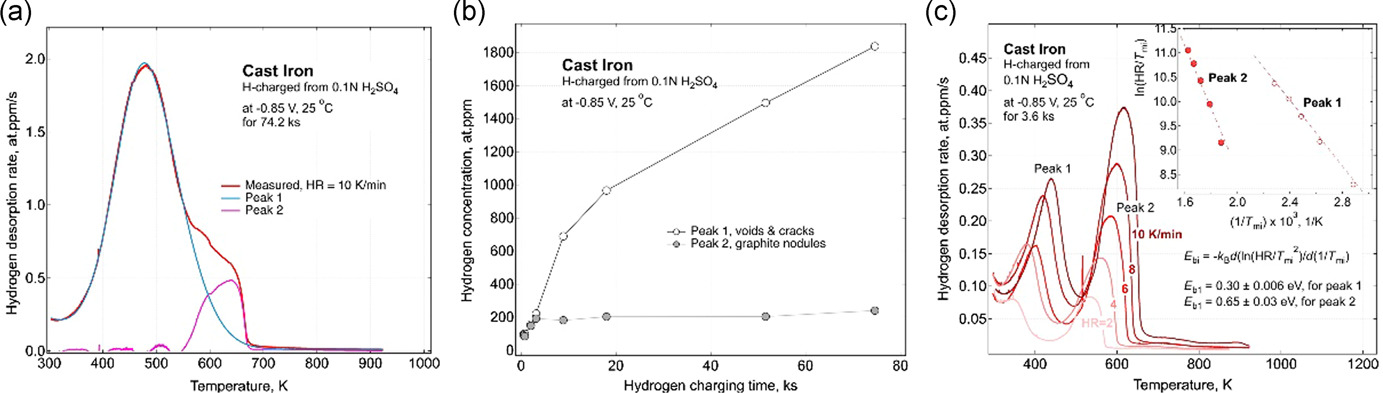 (a)
2.0
1.5
1.0
0.5
0.0
Hydrogen desorption rate, at.ppm/s
Cast Iron
H-charged from 0.1N H2SO4
at -0.85 V, 25 °C
for 74.2 ks
Measured, HR = 10 K/min
Peak 1
Peak 2
300 400 500 600 700 800 900 1000
Temperature, K
(b)
1800
1600
1400
1200
1000
800
600
400
200
0
Hydrogen concentration, at.ppm
Cast Iron
H-charged from 0.1N H2SO4
at -0.85 V, 25 °C
Peak 1, voids & cracks
Peak 2, graphite nodules
0 20 40 60 80
Hydrogen charging time, ks
(c)
0.45
0.40
0.35
0.30
0.25
0.20
0.15
0.10
0.05
Hydrogen desorption rate, at.ppm/s
Cast Iron
H-charged from
0.1N H2SO4
at -0.85 V, 25 °C
for 3.6 ks
Peak 1
Peak 2
10 K/min
8
6
4
HR=2
400 600 800 1000 1200
Temperature, K
11.5
11.0
10.5
10.0
9.5
9.0
8.5
ln(HR/Tmi)
Peak 2
Peak 1
1.6 2.0 2.4 2.8
(1/Tmi) x 10³, 1/K
Ebi = -kBd(ln(HR/Tmi²)/d(1/Tmi)
Eb1 = 0.30 ± 0.006 eV, for peak 1
Eb1 = 0.65 ± 0.03 eV, for peak 2